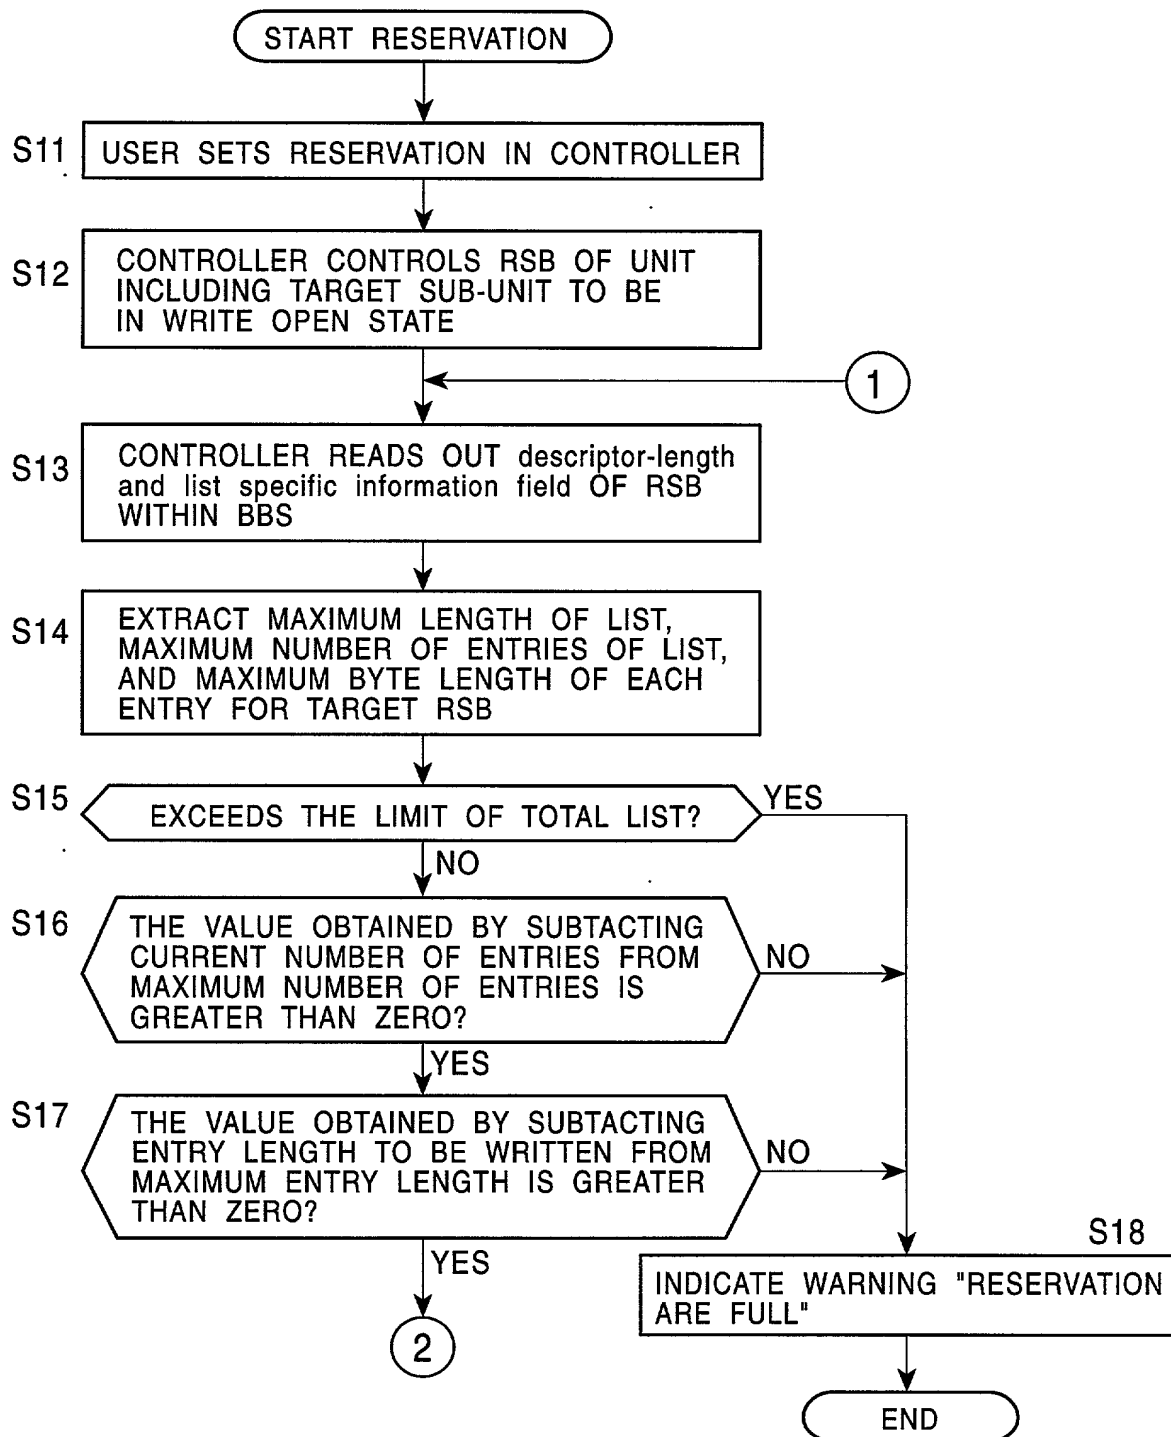 START RESERVATION
S11
USER SETS RESERVATION IN CONTROLLER
S12
CONTROLLER CONTROLS RSB OF UNIT
INCLUDING TARGET SUB-UNIT TO BE
IN WRITE OPEN STATE
1
S13
CONTROLLER READS OUT descriptor-length
and list specific information field OF RSB
WITHIN BBS
S14
EXTRACT MAXIMUM LENGTH OF LIST,
MAXIMUM NUMBER OF ENTRIES OF LIST,
AND MAXIMUM BYTE LENGTH OF EACH
ENTRY FOR TARGET RSB
S15
EXCEEDS THE LIMIT OF TOTAL LIST?
YES
NO
S16
THE VALUE OBTAINED BY SUBTACTING
CURRENT NUMBER OF ENTRIES FROM
MAXIMUM NUMBER OF ENTRIES IS
GREATER THAN ZERO?
NO
YES
S17
THE VALUE OBTAINED BY SUBTACTING
ENTRY LENGTH TO BE WRITTEN FROM
MAXIMUM ENTRY LENGTH IS GREATER
THAN ZERO?
NO
YES
2
S18
INDICATE WARNING "RESERVATION
ARE FULL"
END